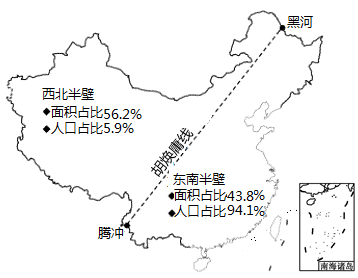 黑河
西北半壁
◆面积占比56.2%
◆人口占比5.9%
胡焕庸线
东南半壁
◆面积占比43.8%
◆人口占比94.1%
腾冲
南海诸岛